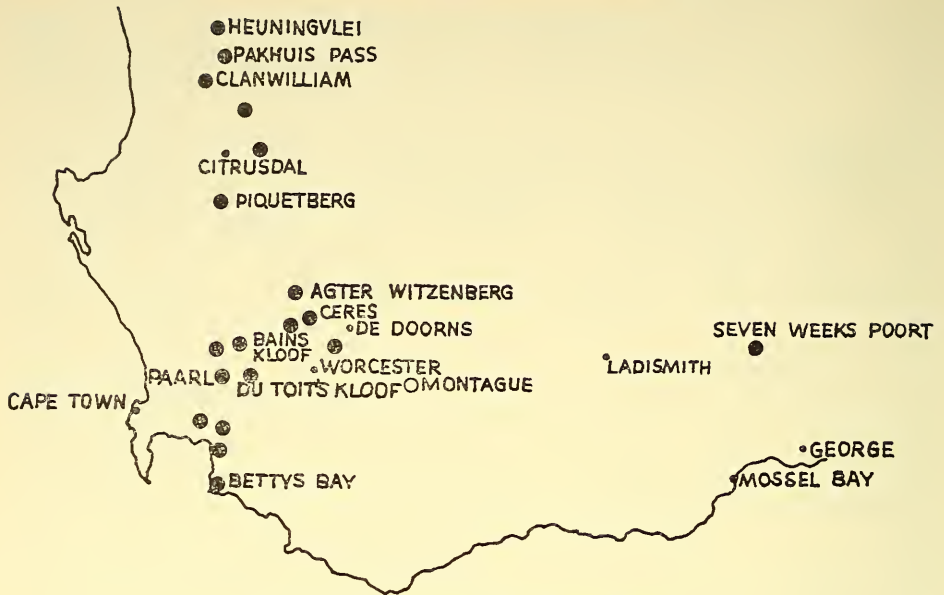 HEUNINGVLEI
PAKHUIS PASS
CLANWILLIAM
CITRUSDAL
PIQUETBERG
AGTER WITZENBERG
CERES
DE DOORNS
BAINS
KLOOF
SEVEN WEEKS POORT
WORCESTER
LADISMITH
PAARL
DU TOITS KLOOF
MONTAGUE
CAPE TOWN
GEORGE
BETTYS BAY
MOSSEL BAY